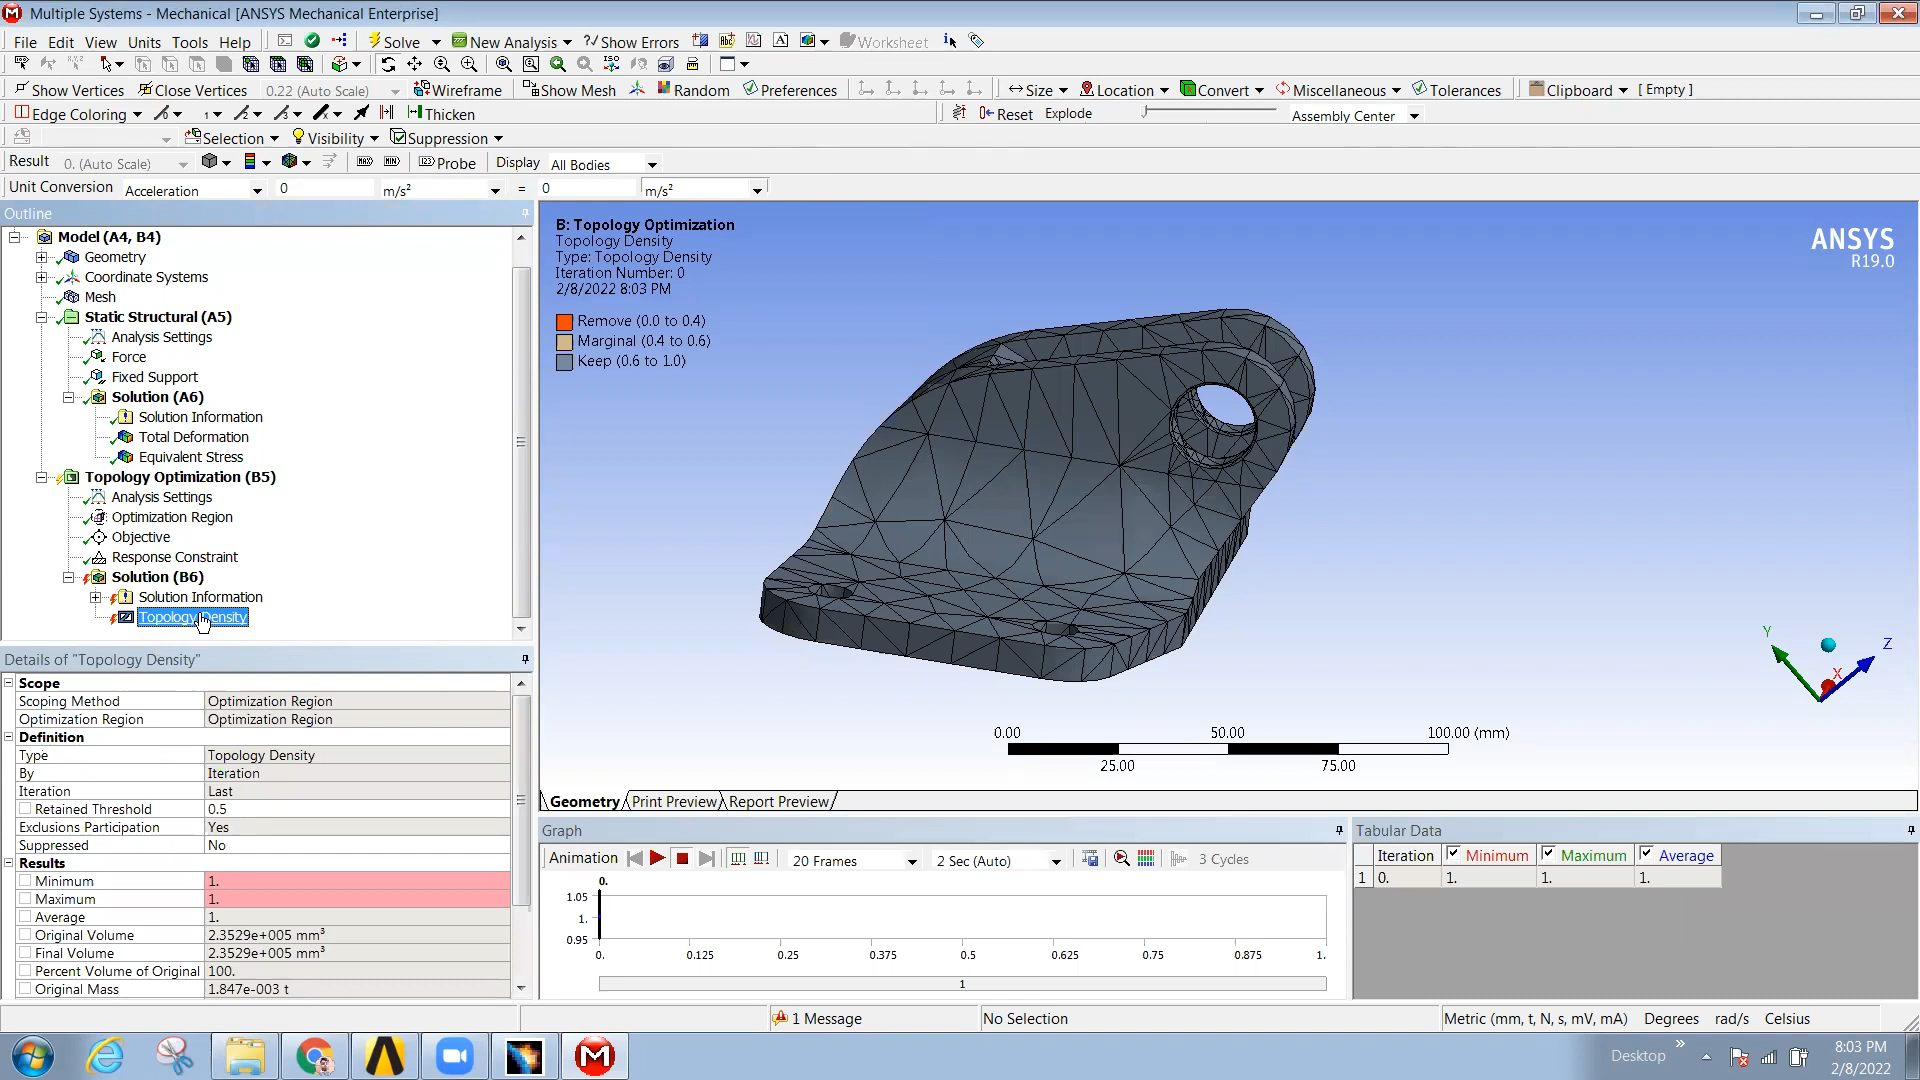 Multiple Systems - Mechanical [ANSYS Mechanical Enterprise]
File Edit View Units Tools Help Solve New Analysis ?/Show Errors Worksheet
Show Vertices Close Vertices 0.22 (Auto Scale) Wireframe Show Mesh Random Preferences Size Location Convert Miscellaneous Tolerances Clipboard [ Empty ]
Edge Coloring Thicken Reset Explode Assembly Center
Selection Visibility Suppression
Result 0. (Auto Scale) MAX MIN Probe Display All Bodies
Unit Conversion Acceleration 0 m/s² = 0 m/s²
Outline
Model (A4, B4)
Geometry
Coordinate Systems
Mesh
Static Structural (A5)
Analysis Settings
Force
Fixed Support
Solution (A6)
Solution Information
Total Deformation
Equivalent Stress
Topology Optimization (B5)
Analysis Settings
Optimization Region
Objective
Response Constraint
Solution (B6)
Solution Information
Topology Density
Details of "Topology Density"
Scope
Scoping Method Optimization Region
Optimization Region Optimization Region
Definition
Type Topology Density
By Iteration
Iteration Last
Retained Threshold 0.5
Exclusions Participation Yes
Suppressed No
Results
Minimum 1.
Maximum 1.
Average 1.
Original Volume 2.3529e+005 mm³
Final Volume 2.3529e+005 mm³
Percent Volume of Original 100.
Original Mass 1.847e-003 t
B: Topology Optimization
Topology Density
Type: Topology Density
Iteration Number: 0
2/8/2022 8:03 PM
Remove (0.0 to 0.4)
Marginal (0.4 to 0.6)
Keep (0.6 to 1.0)
ANSYS
R19.0
Y Z
X
0.00 50.00 100.00 (mm)
25.00 75.00
Geometry Print Preview Report Preview
Graph
Animation 20 Frames 2 Sec (Auto) 3 Cycles
0.
1.05
1.
0.95
0. 0.125 0.25 0.375 0.5 0.625 0.75 0.875 1.
1
Tabular Data
Iteration Minimum Maximum Average
1 0. 1. 1. 1.
1 Message No Selection Metric (mm, t, N, s, mV, mA) Degrees rad/s Celsius
Desktop » 8:03 PM
2/8/2022